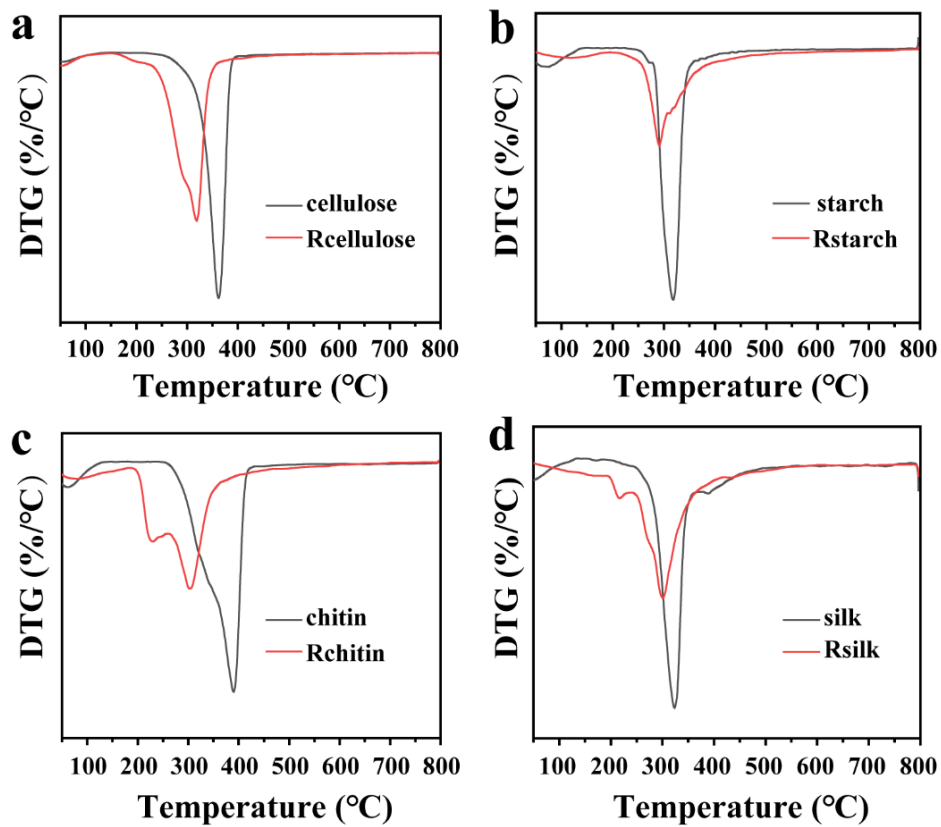 a
DTG (%/°C)
cellulose
Rcellulose
100 200 300 400 500 600 700 800
Temperature (°C)
b
DTG (%/°C)
starch
Rstarch
100 200 300 400 500 600 700 800
Temperature (°C)
c
DTG (%/°C)
chitin
Rchitin
100 200 300 400 500 600 700 800
Temperature (°C)
d
DTG (%/°C)
silk
Rsilk
100 200 300 400 500 600 700 800
Temperature (°C)